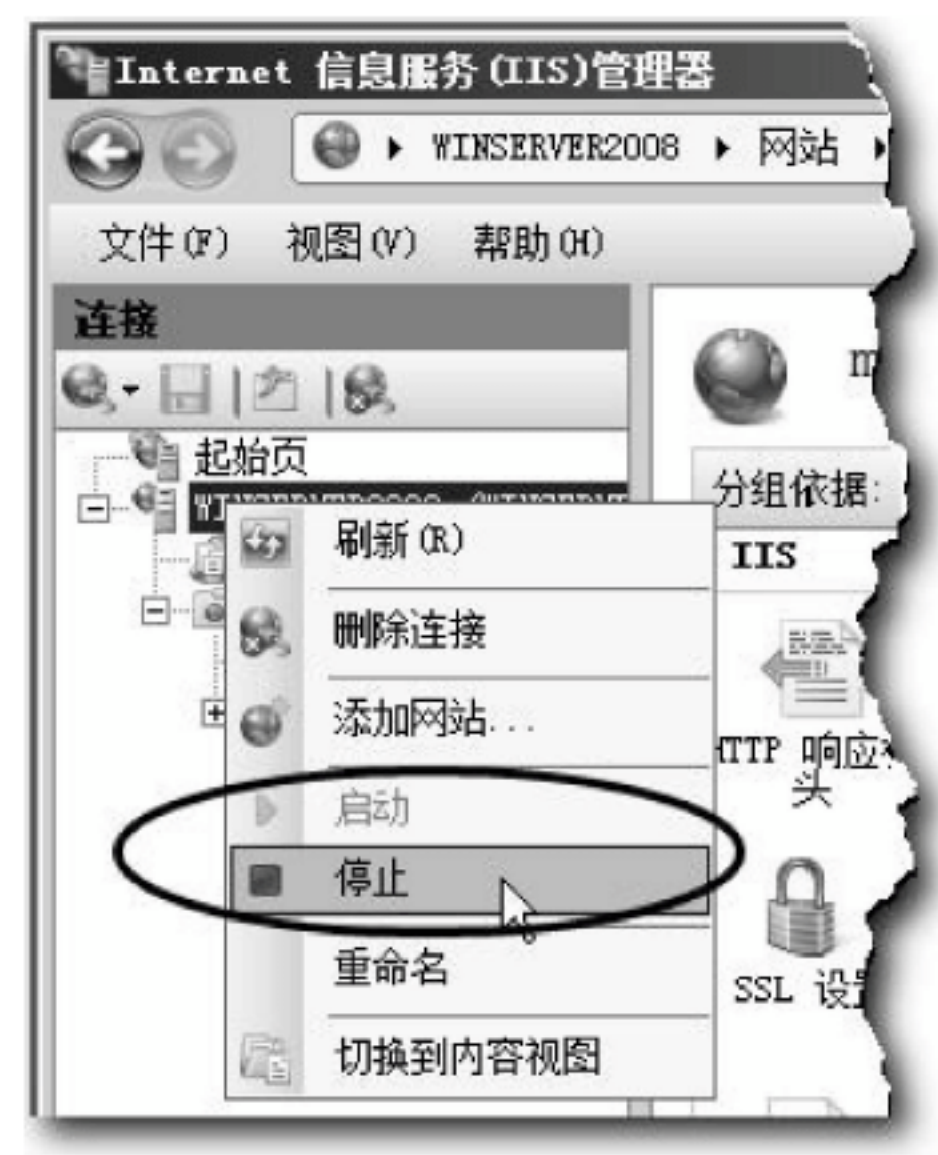 Internet 信息服务(IIS)管理器
WINSERVER2008 网站
文件(F) 视图(V) 帮助(H)
连接
起始页
分组依据:
IIS
刷新(R)
删除连接
添加网站...
启动
停止
重命名
切换到内容视图
HTTP 响应
头
SSL 设置